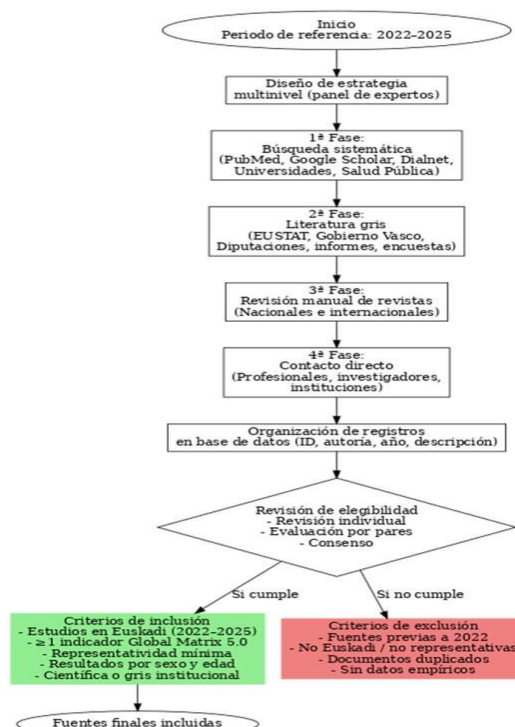 Inicio
Periodo de referencia: 2022–2025
Diseño de estrategia
multinivel (panel de expertos)
1ª Fase:
Búsqueda sistemática
(PubMed, Google Scholar, Dialnet,
Universidades, Salud Pública)
2ª Fase:
Literatura gris
(EUSTAT, Gobierno Vasco,
Diputaciones, informes, encuestas)
3ª Fase:
Revisión manual de revistas
(Nacionales e internacionales)
4ª Fase:
Contacto directo
(Profesionales, investigadores,
instituciones)
Organización de registros
en base de datos (ID, autoría, año, descripción)
Revisión de elegibilidad
- Revisión individual
- Evaluación por pares
- Consenso
Si cumple
Si no cumple
Criterios de inclusión
- Estudios en Euskadi (2022–2025)
- ≥1 indicador Global Matrix 5.0
- Representatividad mínima
- Resultados por sexo y edad
- Científica o gris institucional
Criterios de exclusión
- Fuentes previas a 2022
- No Euskadi / no representativas
- Documentos duplicados
- Sin datos empíricos
Fuentes finales incluidas